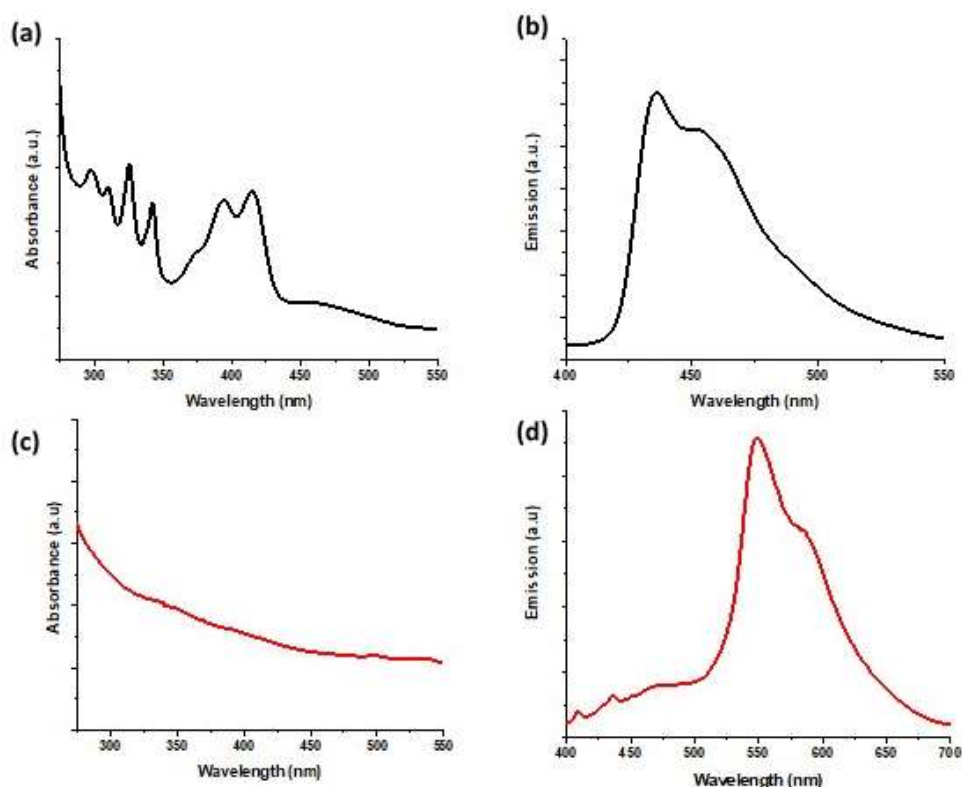 (a)
Absorbance (a.u.)
300 350 400 450 500 550
Wavelength (nm)
(b)
Emission (a.u.)
400 450 500 550
Wavelength (nm)
(c)
Absorbance (a.u)
300 350 400 450 500 550
Wavelength (nm)
(d)
Emission (a.u)
400 450 500 550 600 650 700
Wavelength (nm)